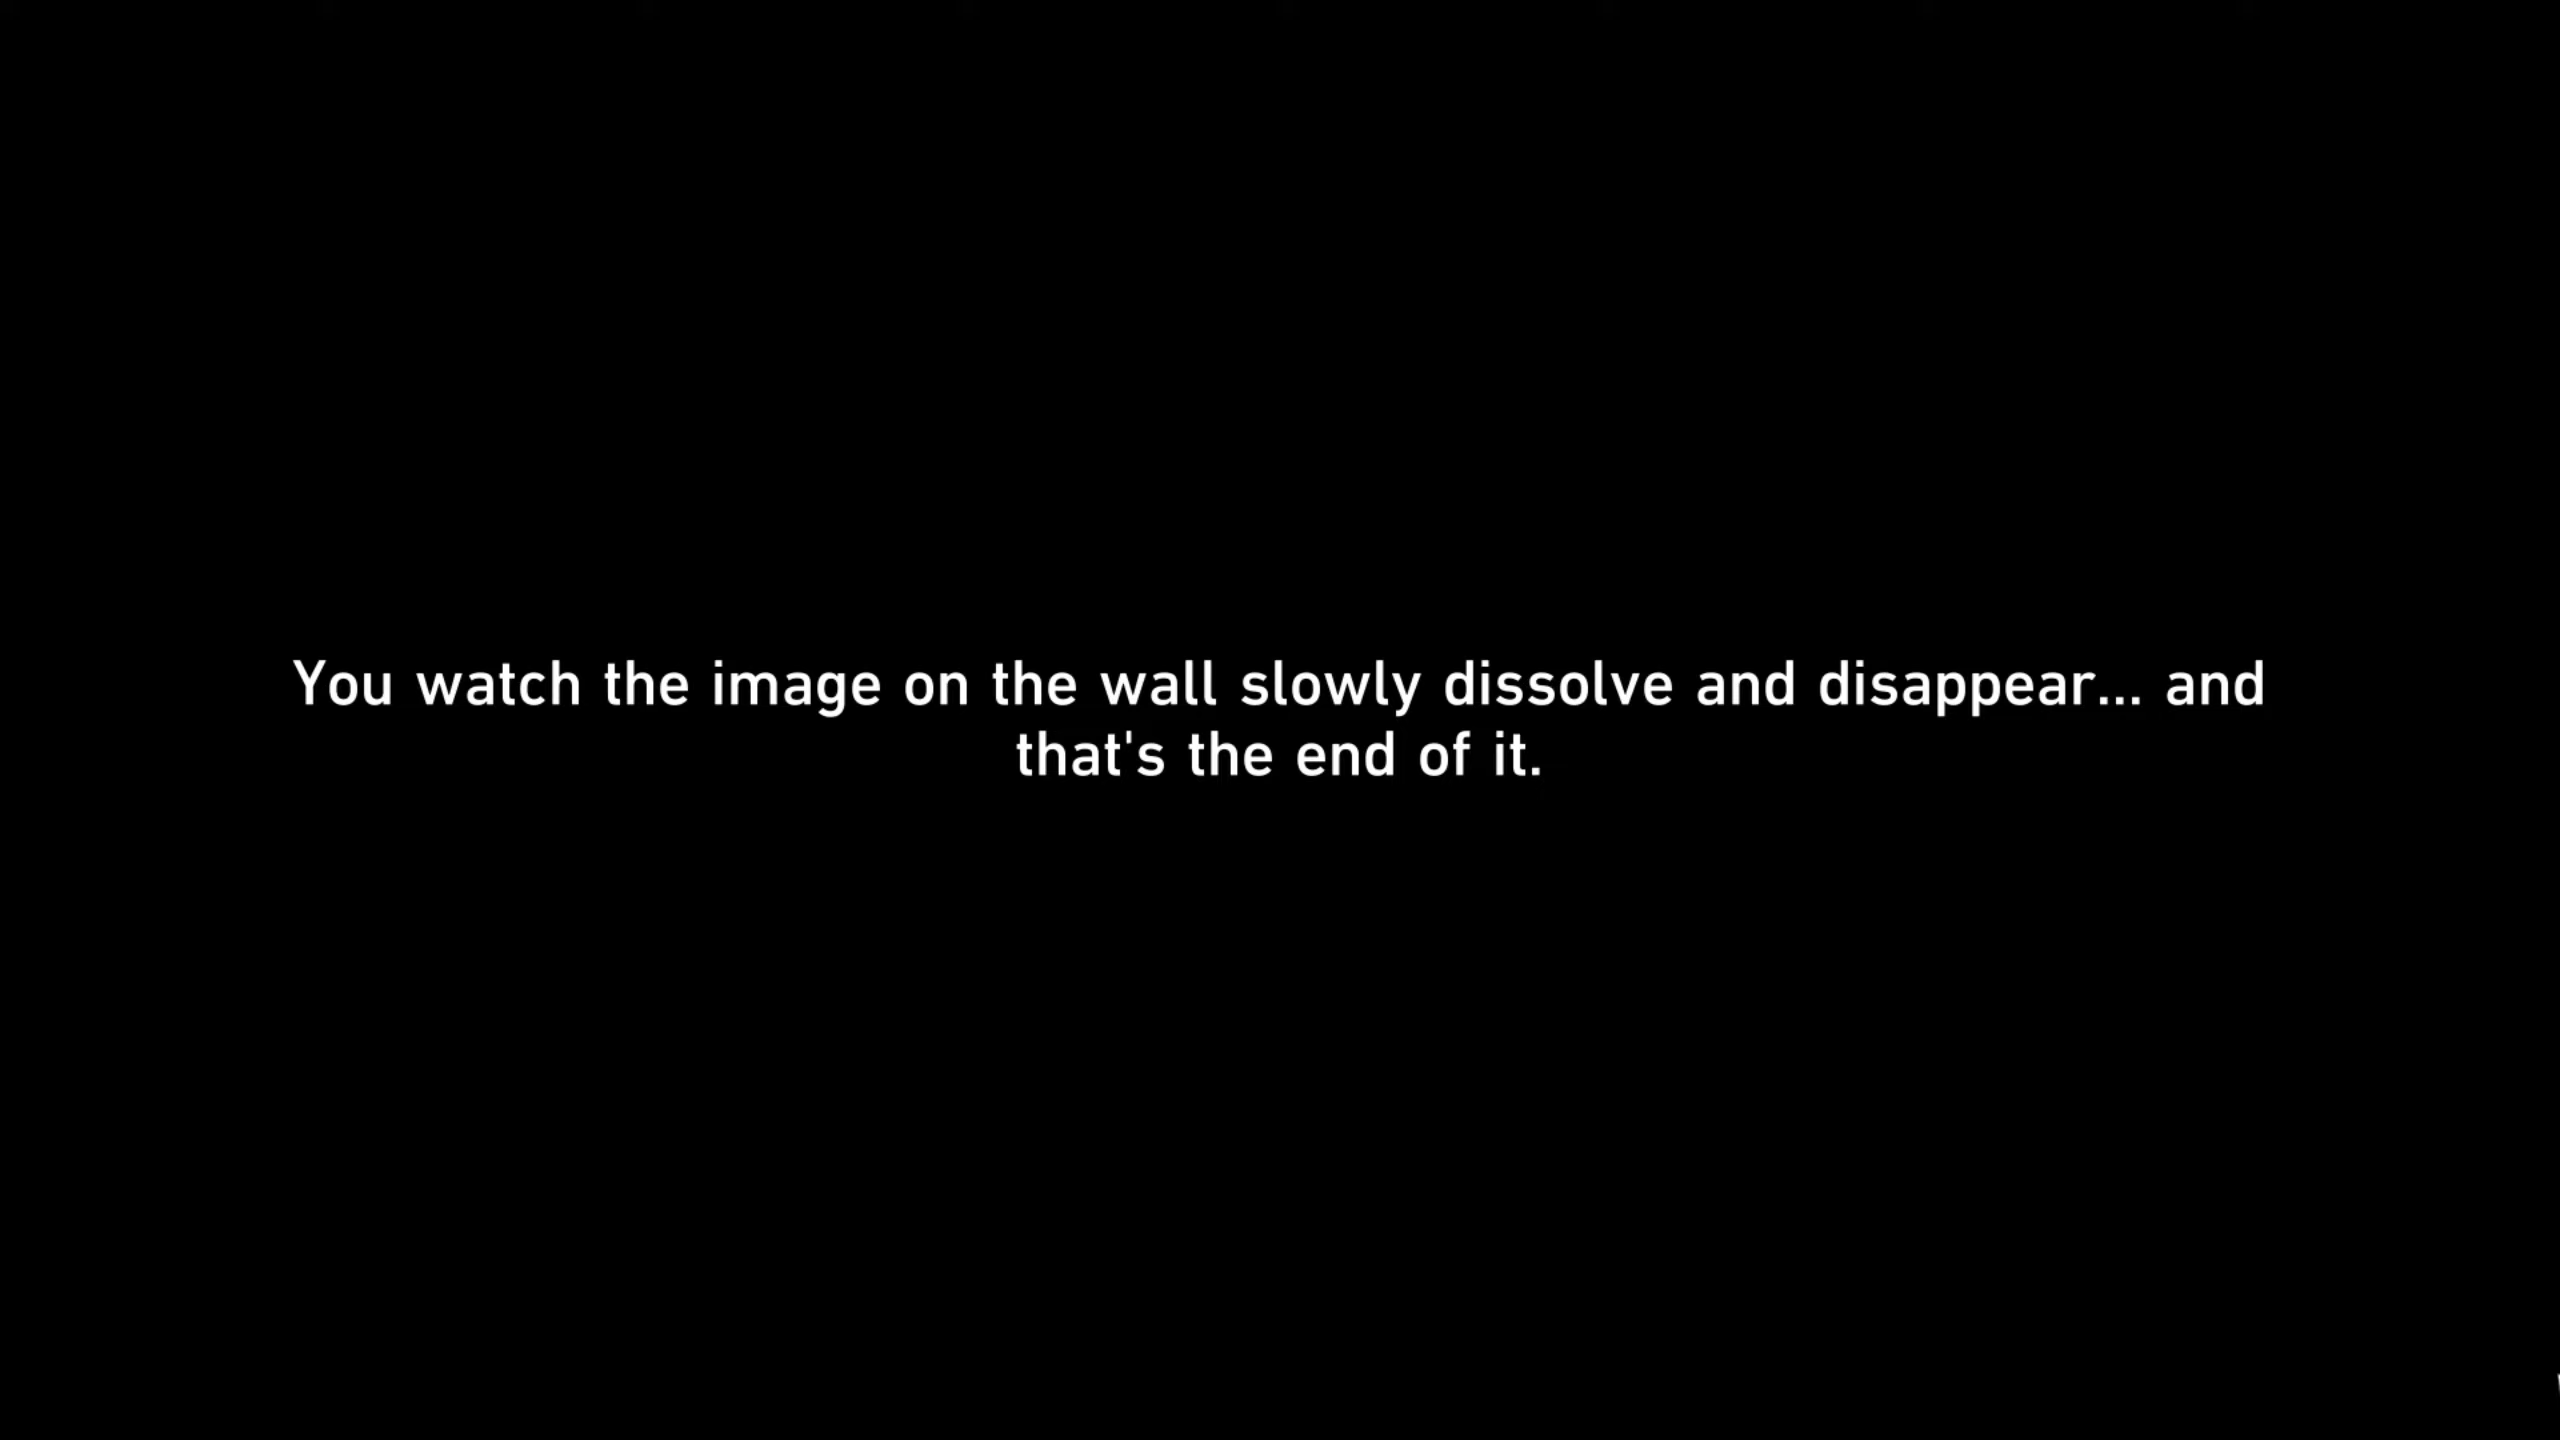 You watch the image on the wall slowly dissolve and disappear... and
that's the end of it.